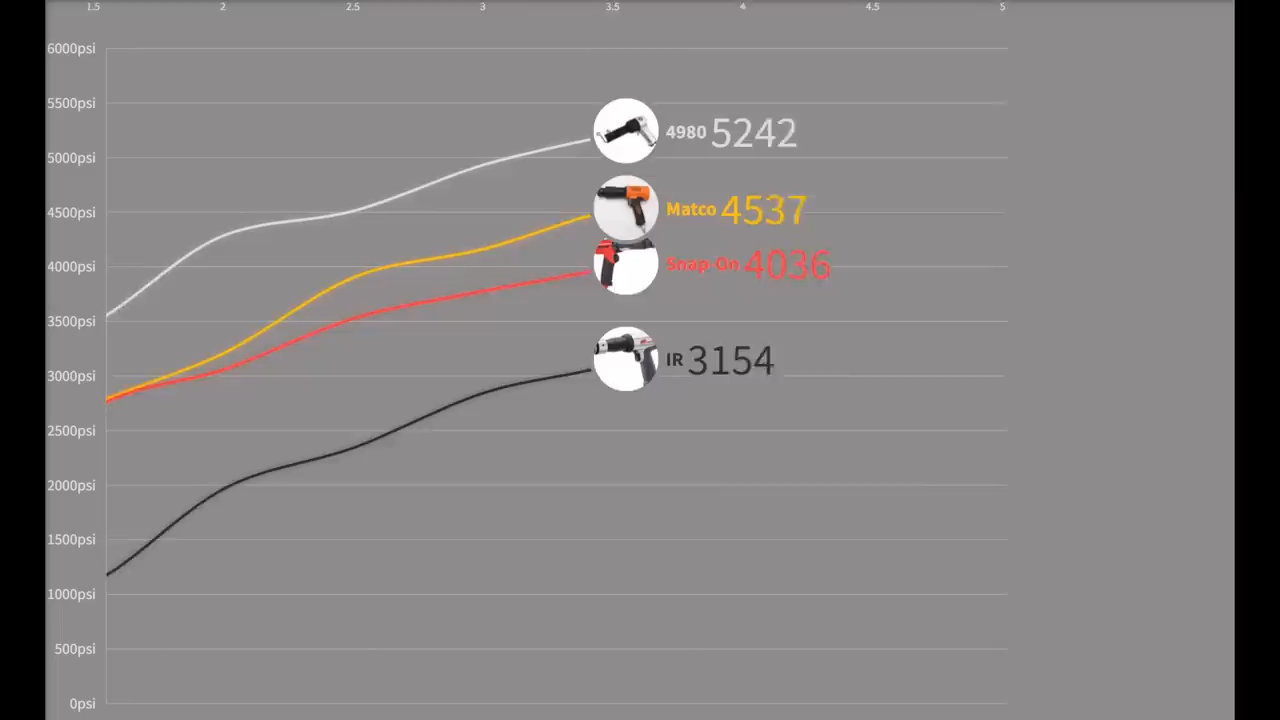 1.5 2 2.5 3 3.5 4 4.5 5
6000psi
5500psi
4980 5242
5000psi
4500psi
Matco 4537
4000psi
Snap-On 4036
3500psi
IR 3154
3000psi
2500psi
2000psi
1500psi
1000psi
500psi
0psi